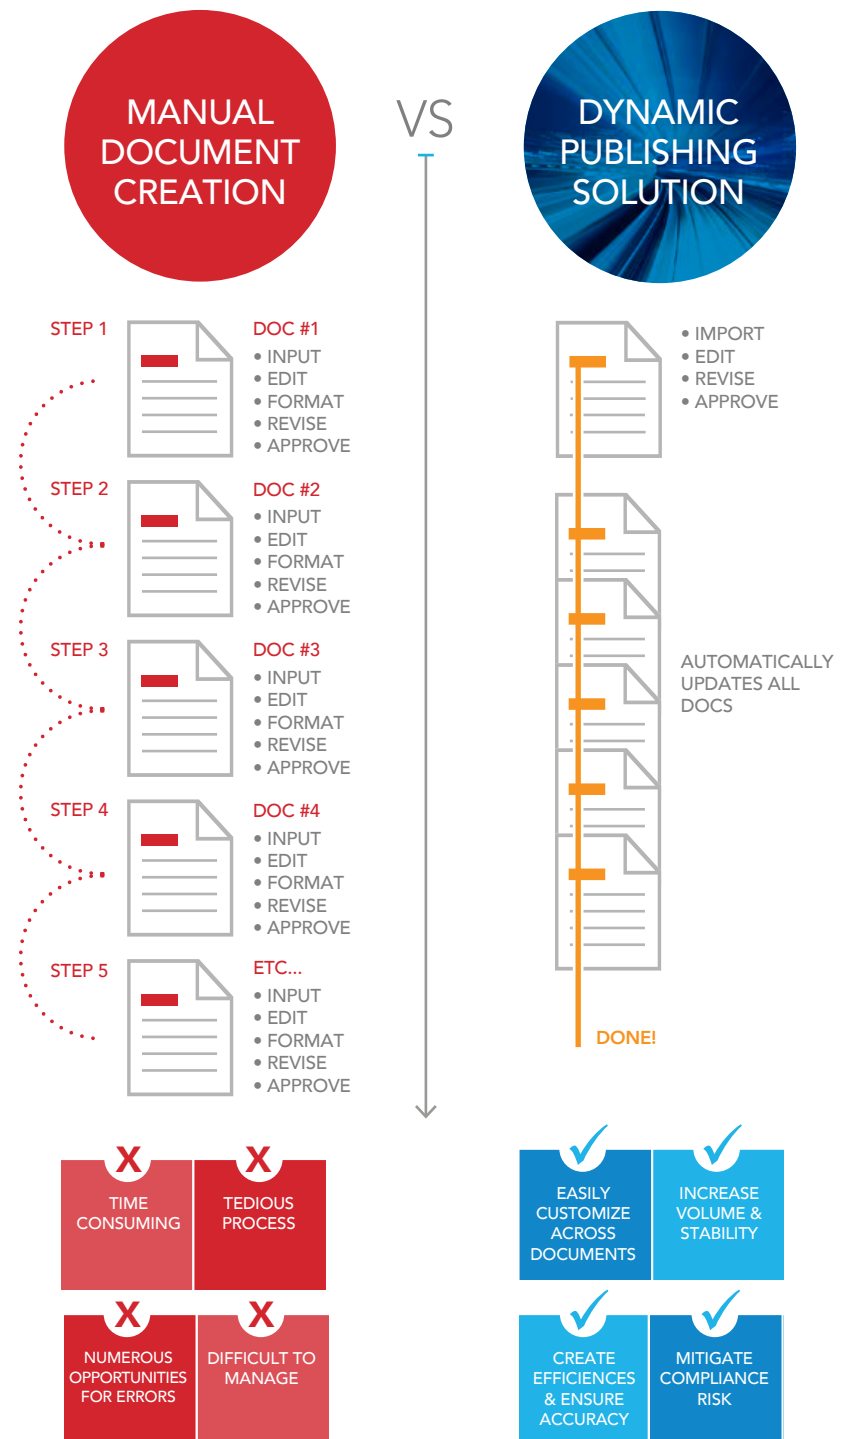 MANUAL
DOCUMENT
CREATION
VS
DYNAMIC
PUBLISHING
SOLUTION
STEP 1
DOC #1
• INPUT
• EDIT
• FORMAT
• REVISE
• APPROVE
STEP 2
DOC #2
• INPUT
• EDIT
• FORMAT
• REVISE
• APPROVE
STEP 3
DOC #3
• INPUT
• EDIT
• FORMAT
• REVISE
• APPROVE
STEP 4
DOC #4
• INPUT
• EDIT
• FORMAT
• REVISE
• APPROVE
STEP 5
ETC...
• INPUT
• EDIT
• FORMAT
• REVISE
• APPROVE
• IMPORT
• EDIT
• REVISE
• APPROVE
AUTOMATICALLY
UPDATES ALL
DOCS
DONE!
X
TIME
CONSUMING
X
TEDIOUS
PROCESS
X
NUMEROUS
OPPORTUNITIES
FOR ERRORS
X
DIFFICULT TO
MANAGE
EASILY
CUSTOMIZE
ACROSS
DOCUMENTS
INCREASE
VOLUME &
STABILITY
CREATE
EFFICIENCES
& ENSURE
ACCURACY
MITIGATE
COMPLIANCE
RISK